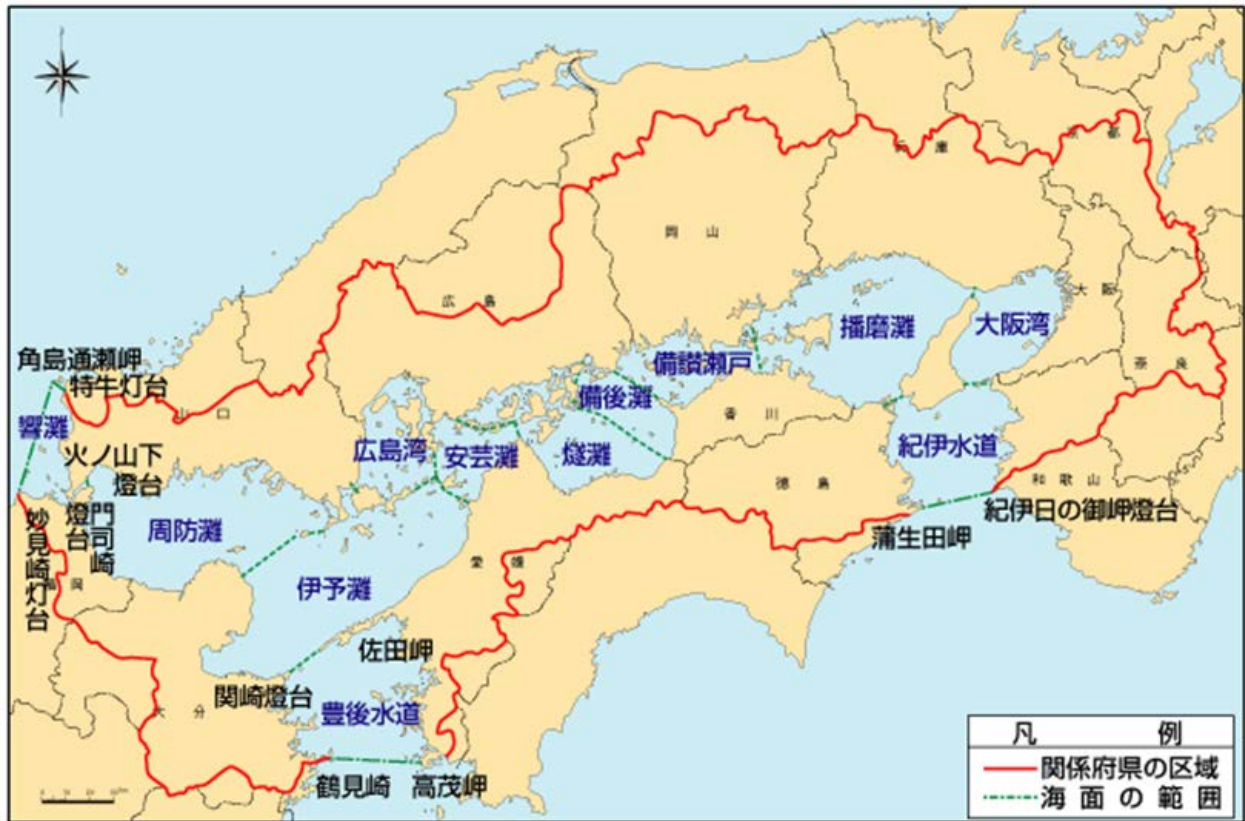 京都
兵庫
岡山
広島
大阪
播磨灘
大阪湾
角島通瀬岬
特牛灯台
備讃瀬戸
奈良
備後灘
山口
香川
響灘
広島湾
安芸灘
燧灘
紀伊水道
火ノ山下
燈台
徳島
和歌山
紀伊日の御岬燈台
門司崎
燈台
周防灘
蒲生田岬
妙見崎灯台
福岡
愛媛
伊予灘
佐田岬
関崎燈台
大分
豊後水道
鶴見崎
高茂岬
凡例
関係府県の区域
海面の範囲